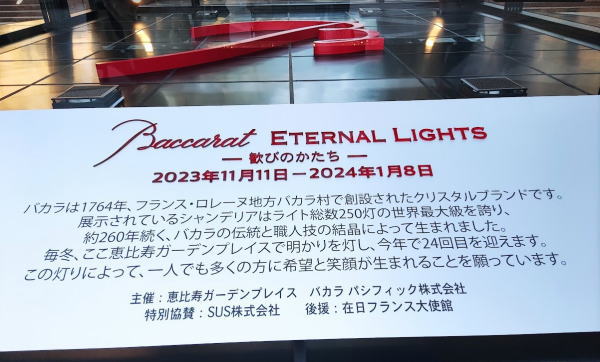 Baccarat ETERNAL LIGHTS
― 歓びのかたち ―
2023年11月11日―2024年1月8日
バカラは1764年、フランス・ロレーヌ地方バカラ村で創設されたクリスタルブランドです。
展示されているシャンデリアはライト総数250灯の世界最大級を誇り、
約260年続く、バカラの伝統と職人技の結晶によって生まれました。
毎冬、ここ恵比寿ガーデンプレイスで明かりを灯し、今年で24回目を迎えます。
この灯りによって、一人でも多くの方に希望と笑顔が生まれることを願っています。
主催：恵比寿ガーデンプレイス　バカラ パシフィック株式会社
特別協賛：SUS株式会社　後援：在日フランス大使館